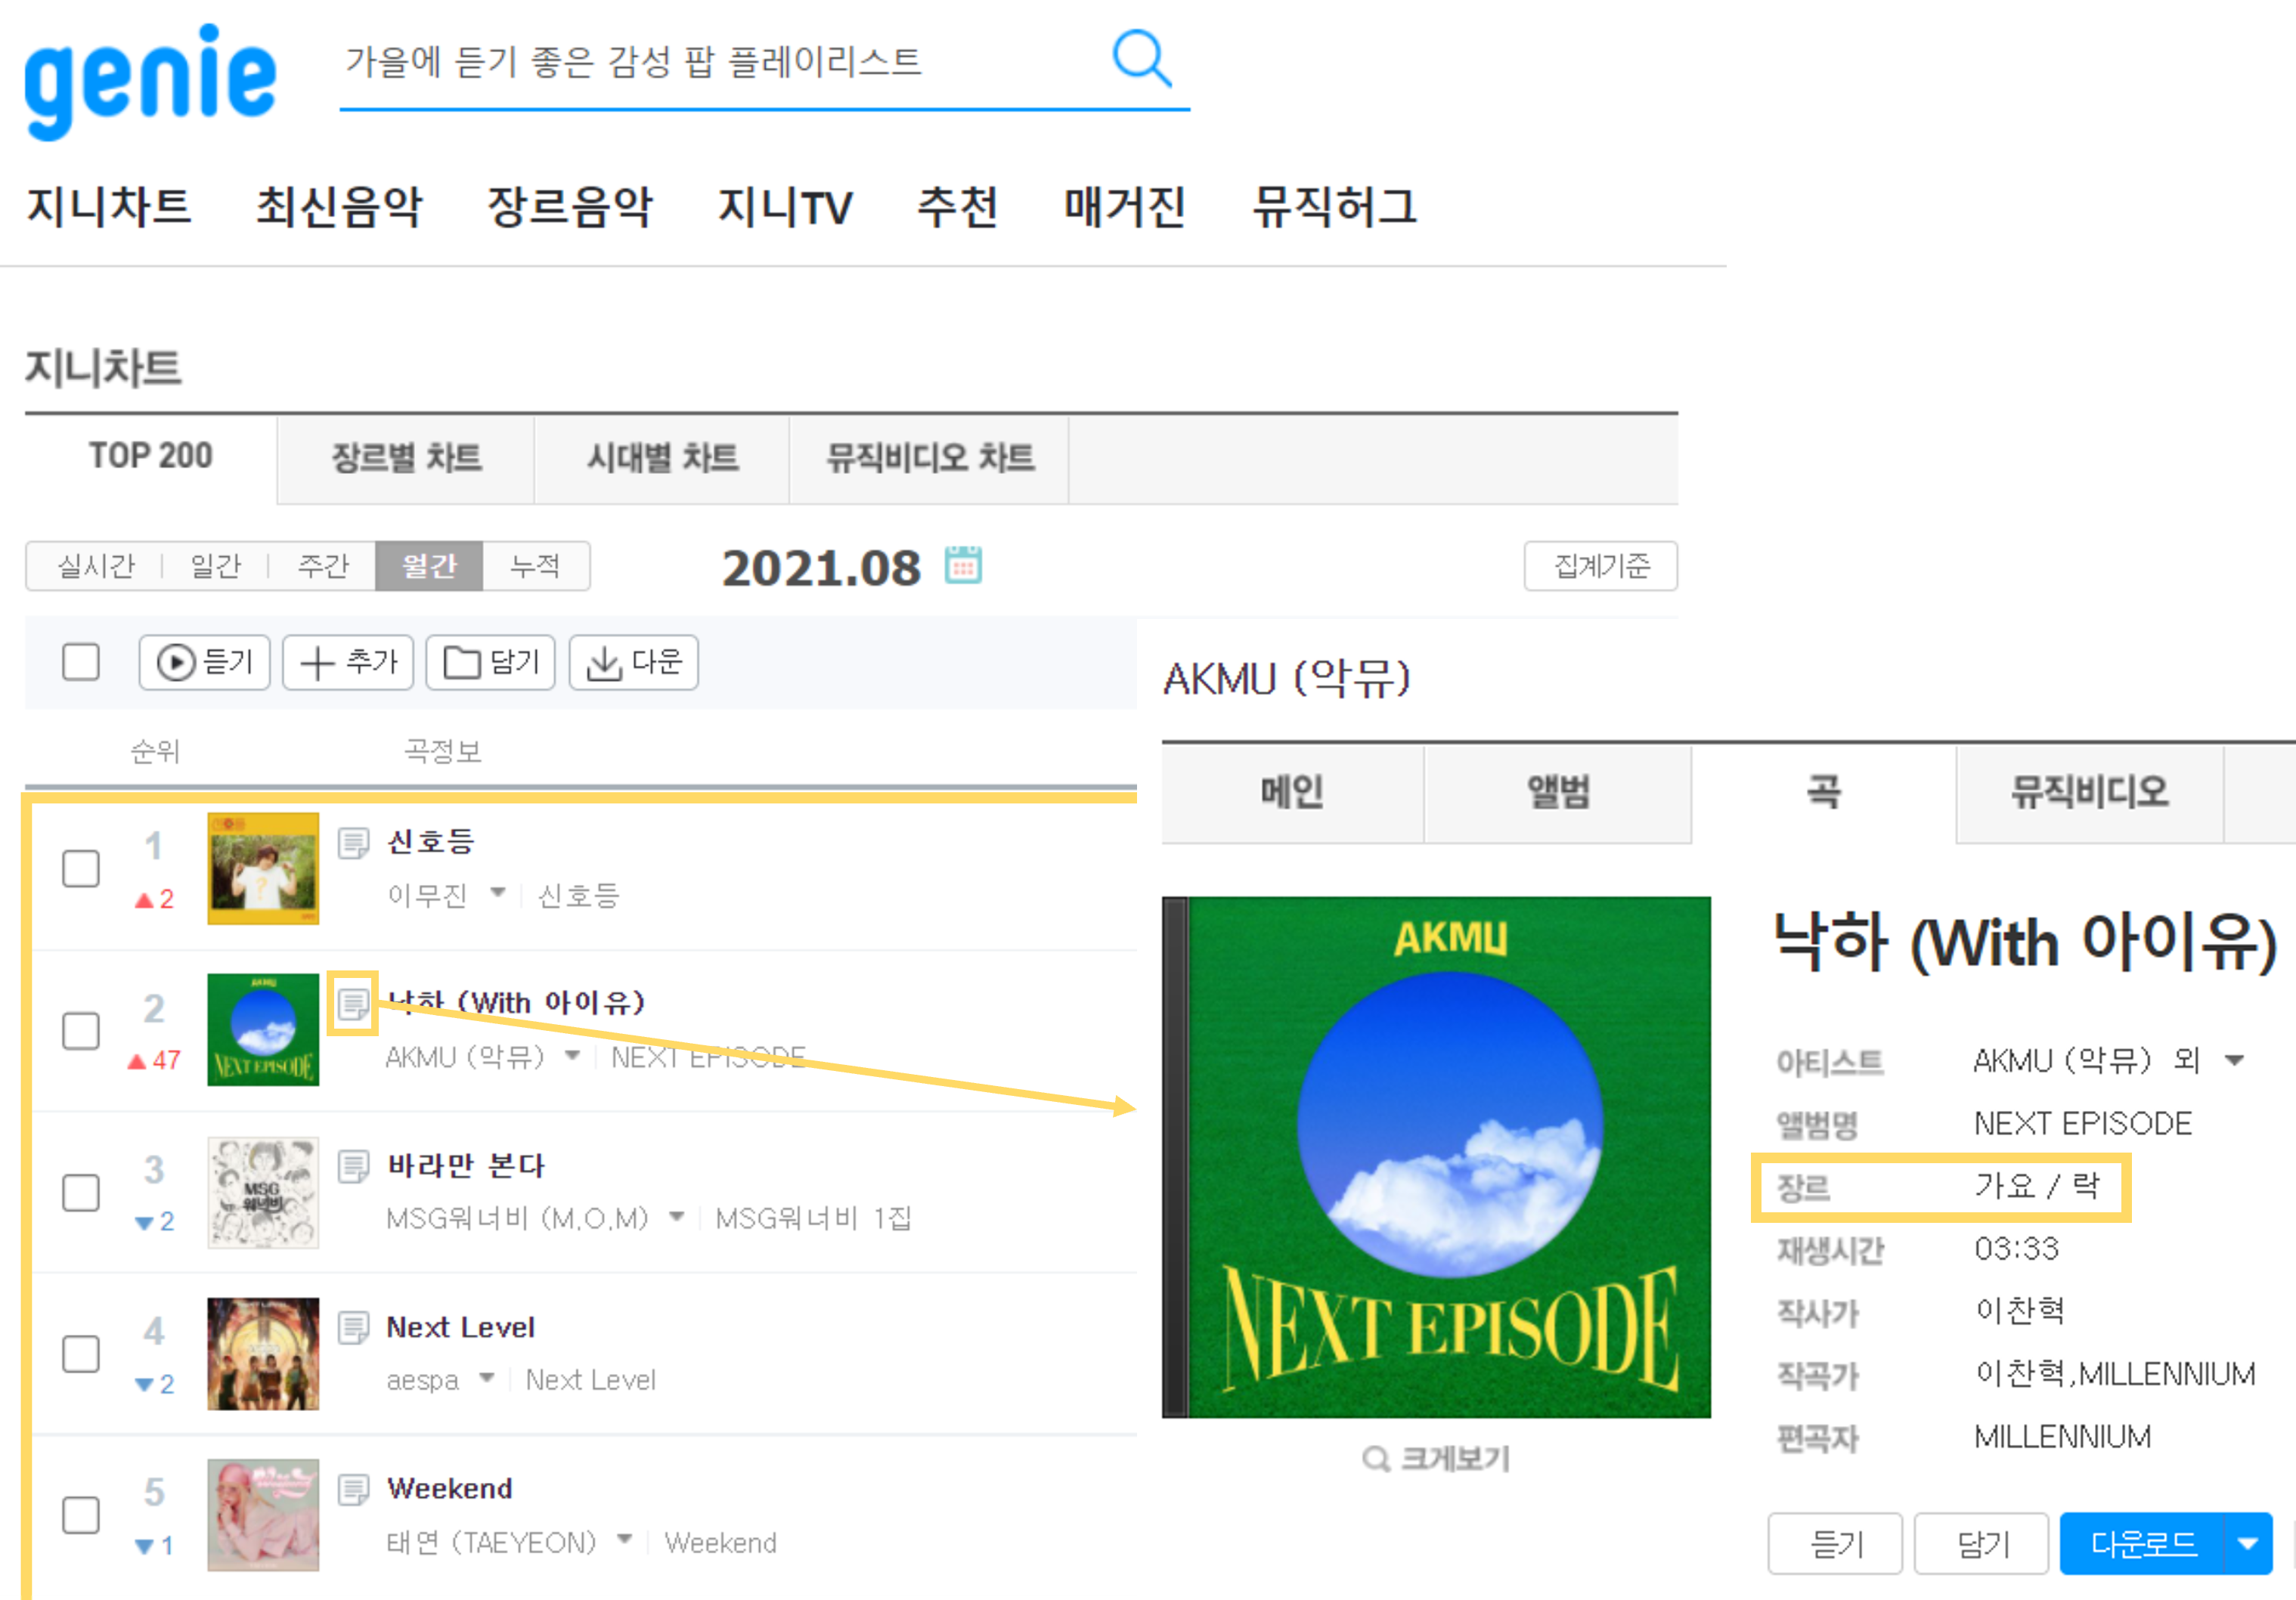 genie
가을에 듣기 좋은 감성 팝 플레이리스트
지니차트 최신음악 장르음악 지니TV 추천 매거진 뮤직허그
지니차트
TOP 200 장르별 차트 시대별 차트 뮤직비디오 차트
실시간 일간 주간 월간 누적 2021.08 집계기준
듣기 추가 담기 다운
순위 곡정보
1 신호등
2 이무진 신호등
2 낙하 (With 아이유)
47 AKMU (악뮤) NEXT EPISODE
AKMU
NEXT EPISODE
3 바라만 본다
2 MSG워너비 (M.O.M) MSG워너비 1집
MSG
워너비
4 Next Level
2 aespa Next Level
5 Weekend
1 태연 (TAEYEON) Weekend
AKMU (악뮤)
메인 앨범 곡 뮤직비디오
AKMU
NEXT EPISODE
크게보기
낙하 (With 아이유)
아티스트 AKMU (악뮤) 외
앨범명 NEXT EPISODE
장르 가요 / 락
재생시간 03:33
작사가 이찬혁
작곡가 이찬혁,MILLENNIUM
편곡자 MILLENNIUM
듣기 담기 다운로드